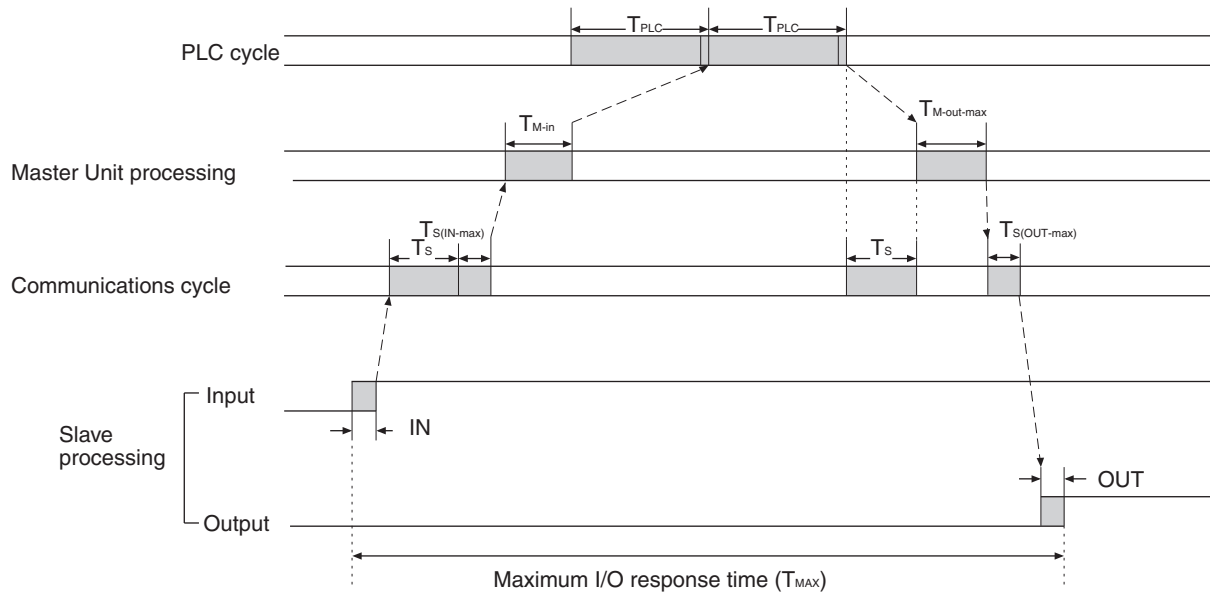 TPLC TPLC
PLC cycle
TM-in
TM-out-max
Master Unit processing
TS(IN-max)
TS
TS
TS(OUT-max)
Communications cycle
Input
IN
Slave
processing
OUT
Output
Maximum I/O response time (TMAX)